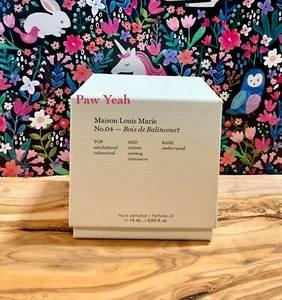 Paw Yeah
Maison Louis Marie
No.04 — Bois de Balincourt
TOP MID BASE
sandalwood vetiver amberwood
cedarwood nutmeg
cinnamon
Huile parfumée / Perfume oil
15 mL – 0.50 fl. oz.